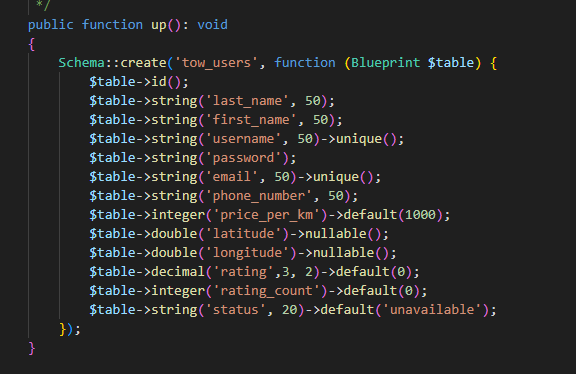 */
public function up(): void
{
Schema::create('tow_users', function (Blueprint $table) {
$table->id();
$table->string('last_name', 50);
$table->string('first_name', 50);
$table->string('username', 50)->unique();
$table->string('password');
$table->string('email', 50)->unique();
$table->string('phone_number', 50);
$table->integer('price_per_km')->default(1000);
$table->double('latitude')->nullable();
$table->double('longitude')->nullable();
$table->decimal('rating',3, 2)->default(0);
$table->integer('rating_count')->default(0);
$table->string('status', 20)->default('unavailable');
});
}